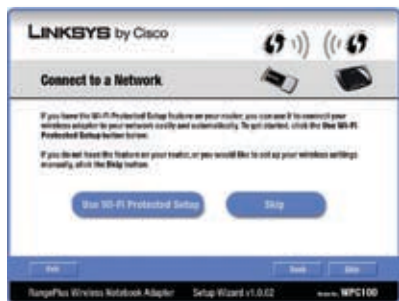 LINKSYS by Cisco
Connect to a Network
If you have the Wi-Fi Protected Setup feature on your router, you can use it to connect your
wireless adapter to your network easily and automatically. To get started, click the Use Wi-Fi
Protected Setup button below.
If you do not have the feature on your router, or you would like to set up your wireless settings
manually, click the Skip button.
Use Wi-Fi Protected Setup
Skip
Exit
Back
RangePlus Wireless Notebook Adapter
Setup Wizard v1.0.02
Model No. WPC100